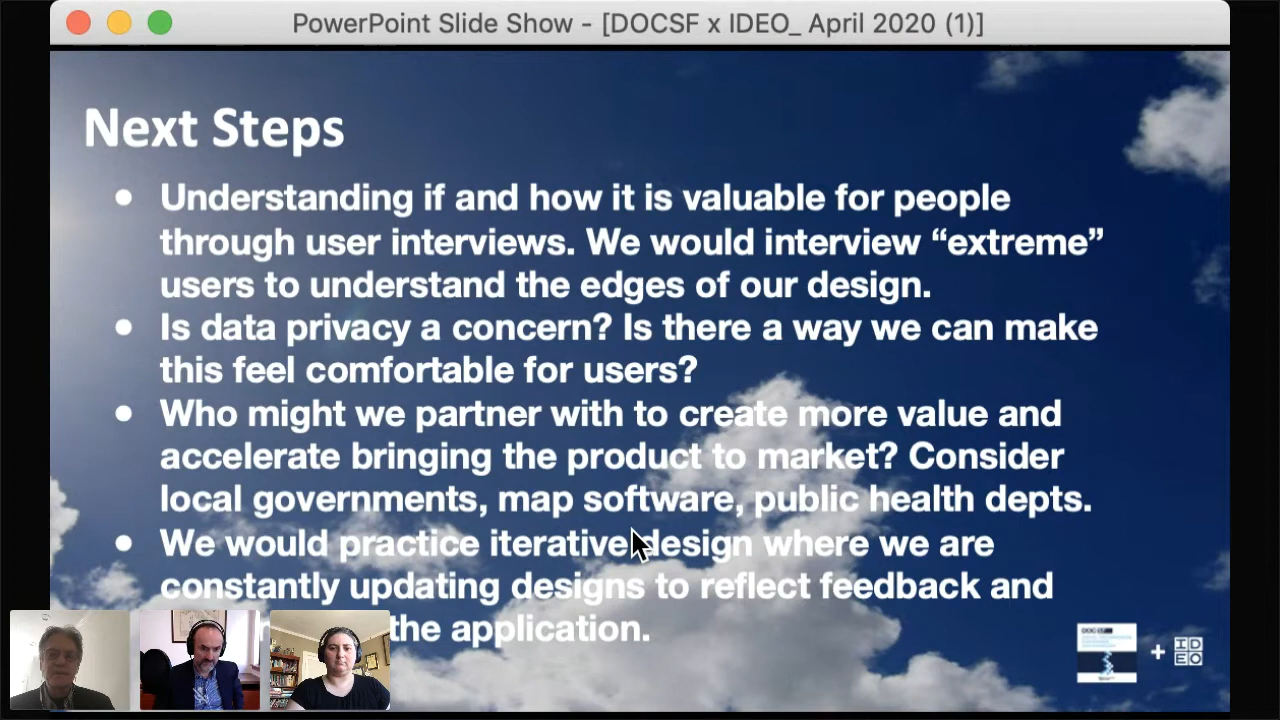 PowerPoint Slide Show - [DOCSF x IDEO_ April 2020 (1)]
Next Steps
• Understanding if and how it is valuable for people
through user interviews. We would interview “extreme”
users to understand the edges of our design.
• Is data privacy a concern? Is there a way we can make
this feel comfortable for users?
• Who might we partner with to create more value and
accelerate bringing the product to market? Consider
local governments, map software, public health depts.
• We would practice iterative design where we are
constantly updating designs to reflect feedback and
the application.
+
ID
EO